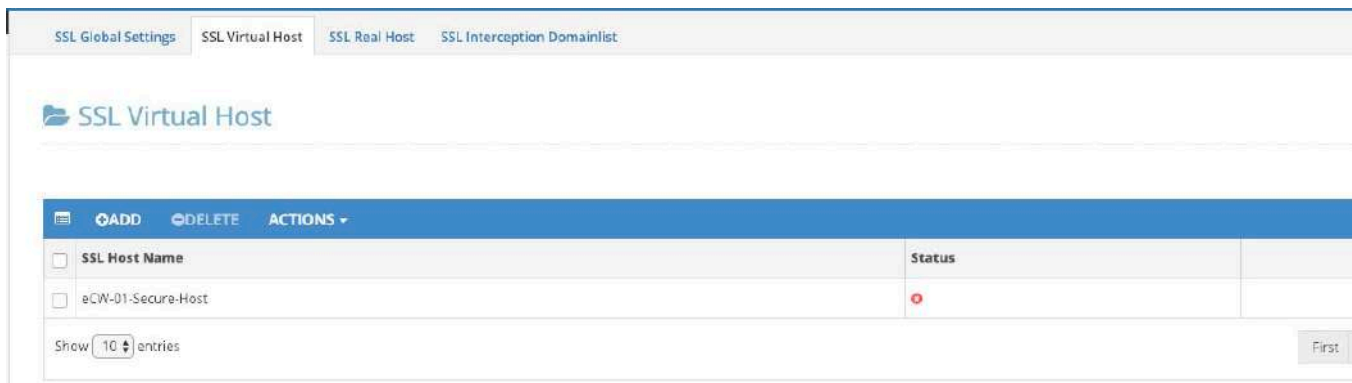 SSL Global Settings SSL Virtual Host SSL Real Host SSL Interception Domainlist
SSL Virtual Host
ADD DELETE ACTIONS
SSL Host Name Status
eCW-01-Secure-Host
Show 10 entries First